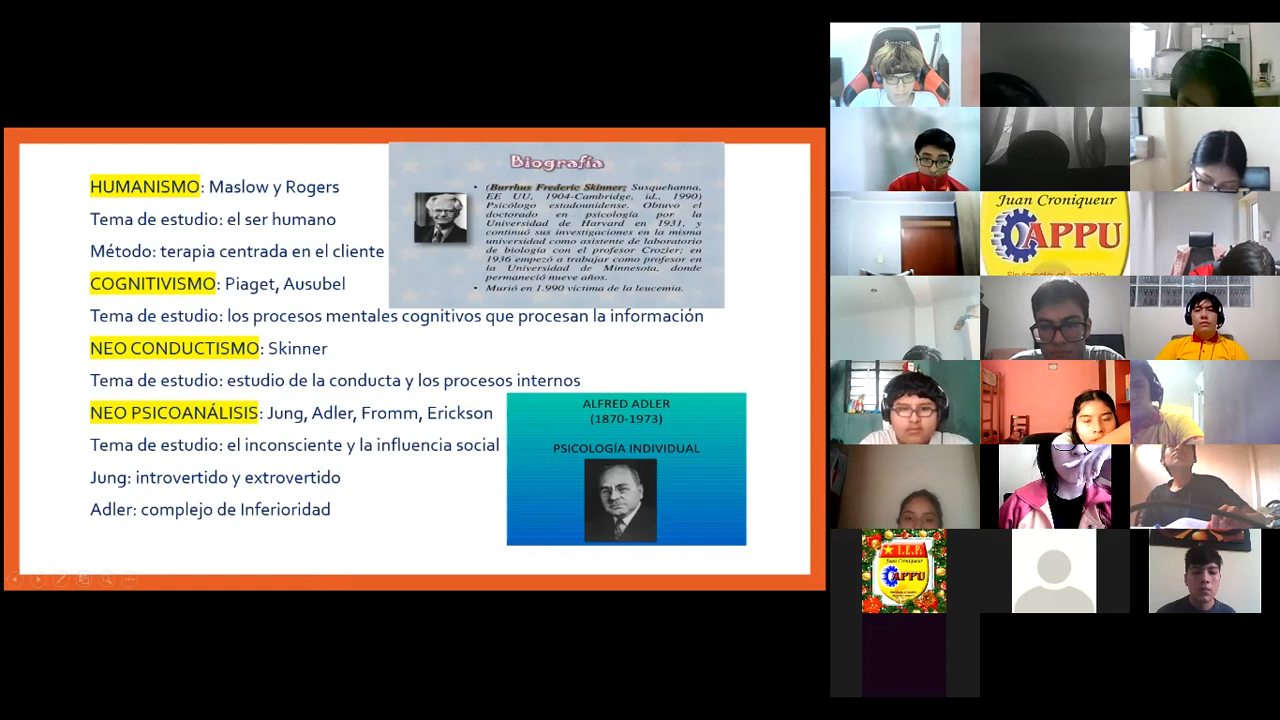 HUMANISMO: Maslow y Rogers
Tema de estudio: el ser humano
Método: terapia centrada en el cliente
COGNITIVISMO: Piaget, Ausubel
Tema de estudio: los procesos mentales cognitivos que procesan la información
NEO CONDUCTISMO: Skinner
Tema de estudio: estudio de la conducta y los procesos internos
NEO PSICOANÁLISIS: Jung, Adler, Fromm, Erickson
Tema de estudio: el inconsciente y la influencia social
Jung: introvertido y extrovertido
Adler: complejo de Inferioridad
Biografía
• (Burrhus Frederic Skinner; Susquehanna,
EE UU, 1904-Cambridge, id., 1990)
Psicólogo estadounidense. Obtuvo el
doctorado en psicología por la
Universidad de Harvard en 1931, y
continuó sus investigaciones en la misma
universidad como asistente de laboratorio
de biología con el profesor Crozier; en
1936 empezó a trabajar como profesor en
la Universidad de Minnesota, donde
permaneció nueve años.
• Murió en 1.990 víctima de la leucemia.
ALFRED ADLER
(1870-1973)
PSICOLOGÍA INDIVIDUAL
Juan Croniqueur
APPU
Sirviendo al pueblo
I.E.P.
Juan Croniqueur
APPU